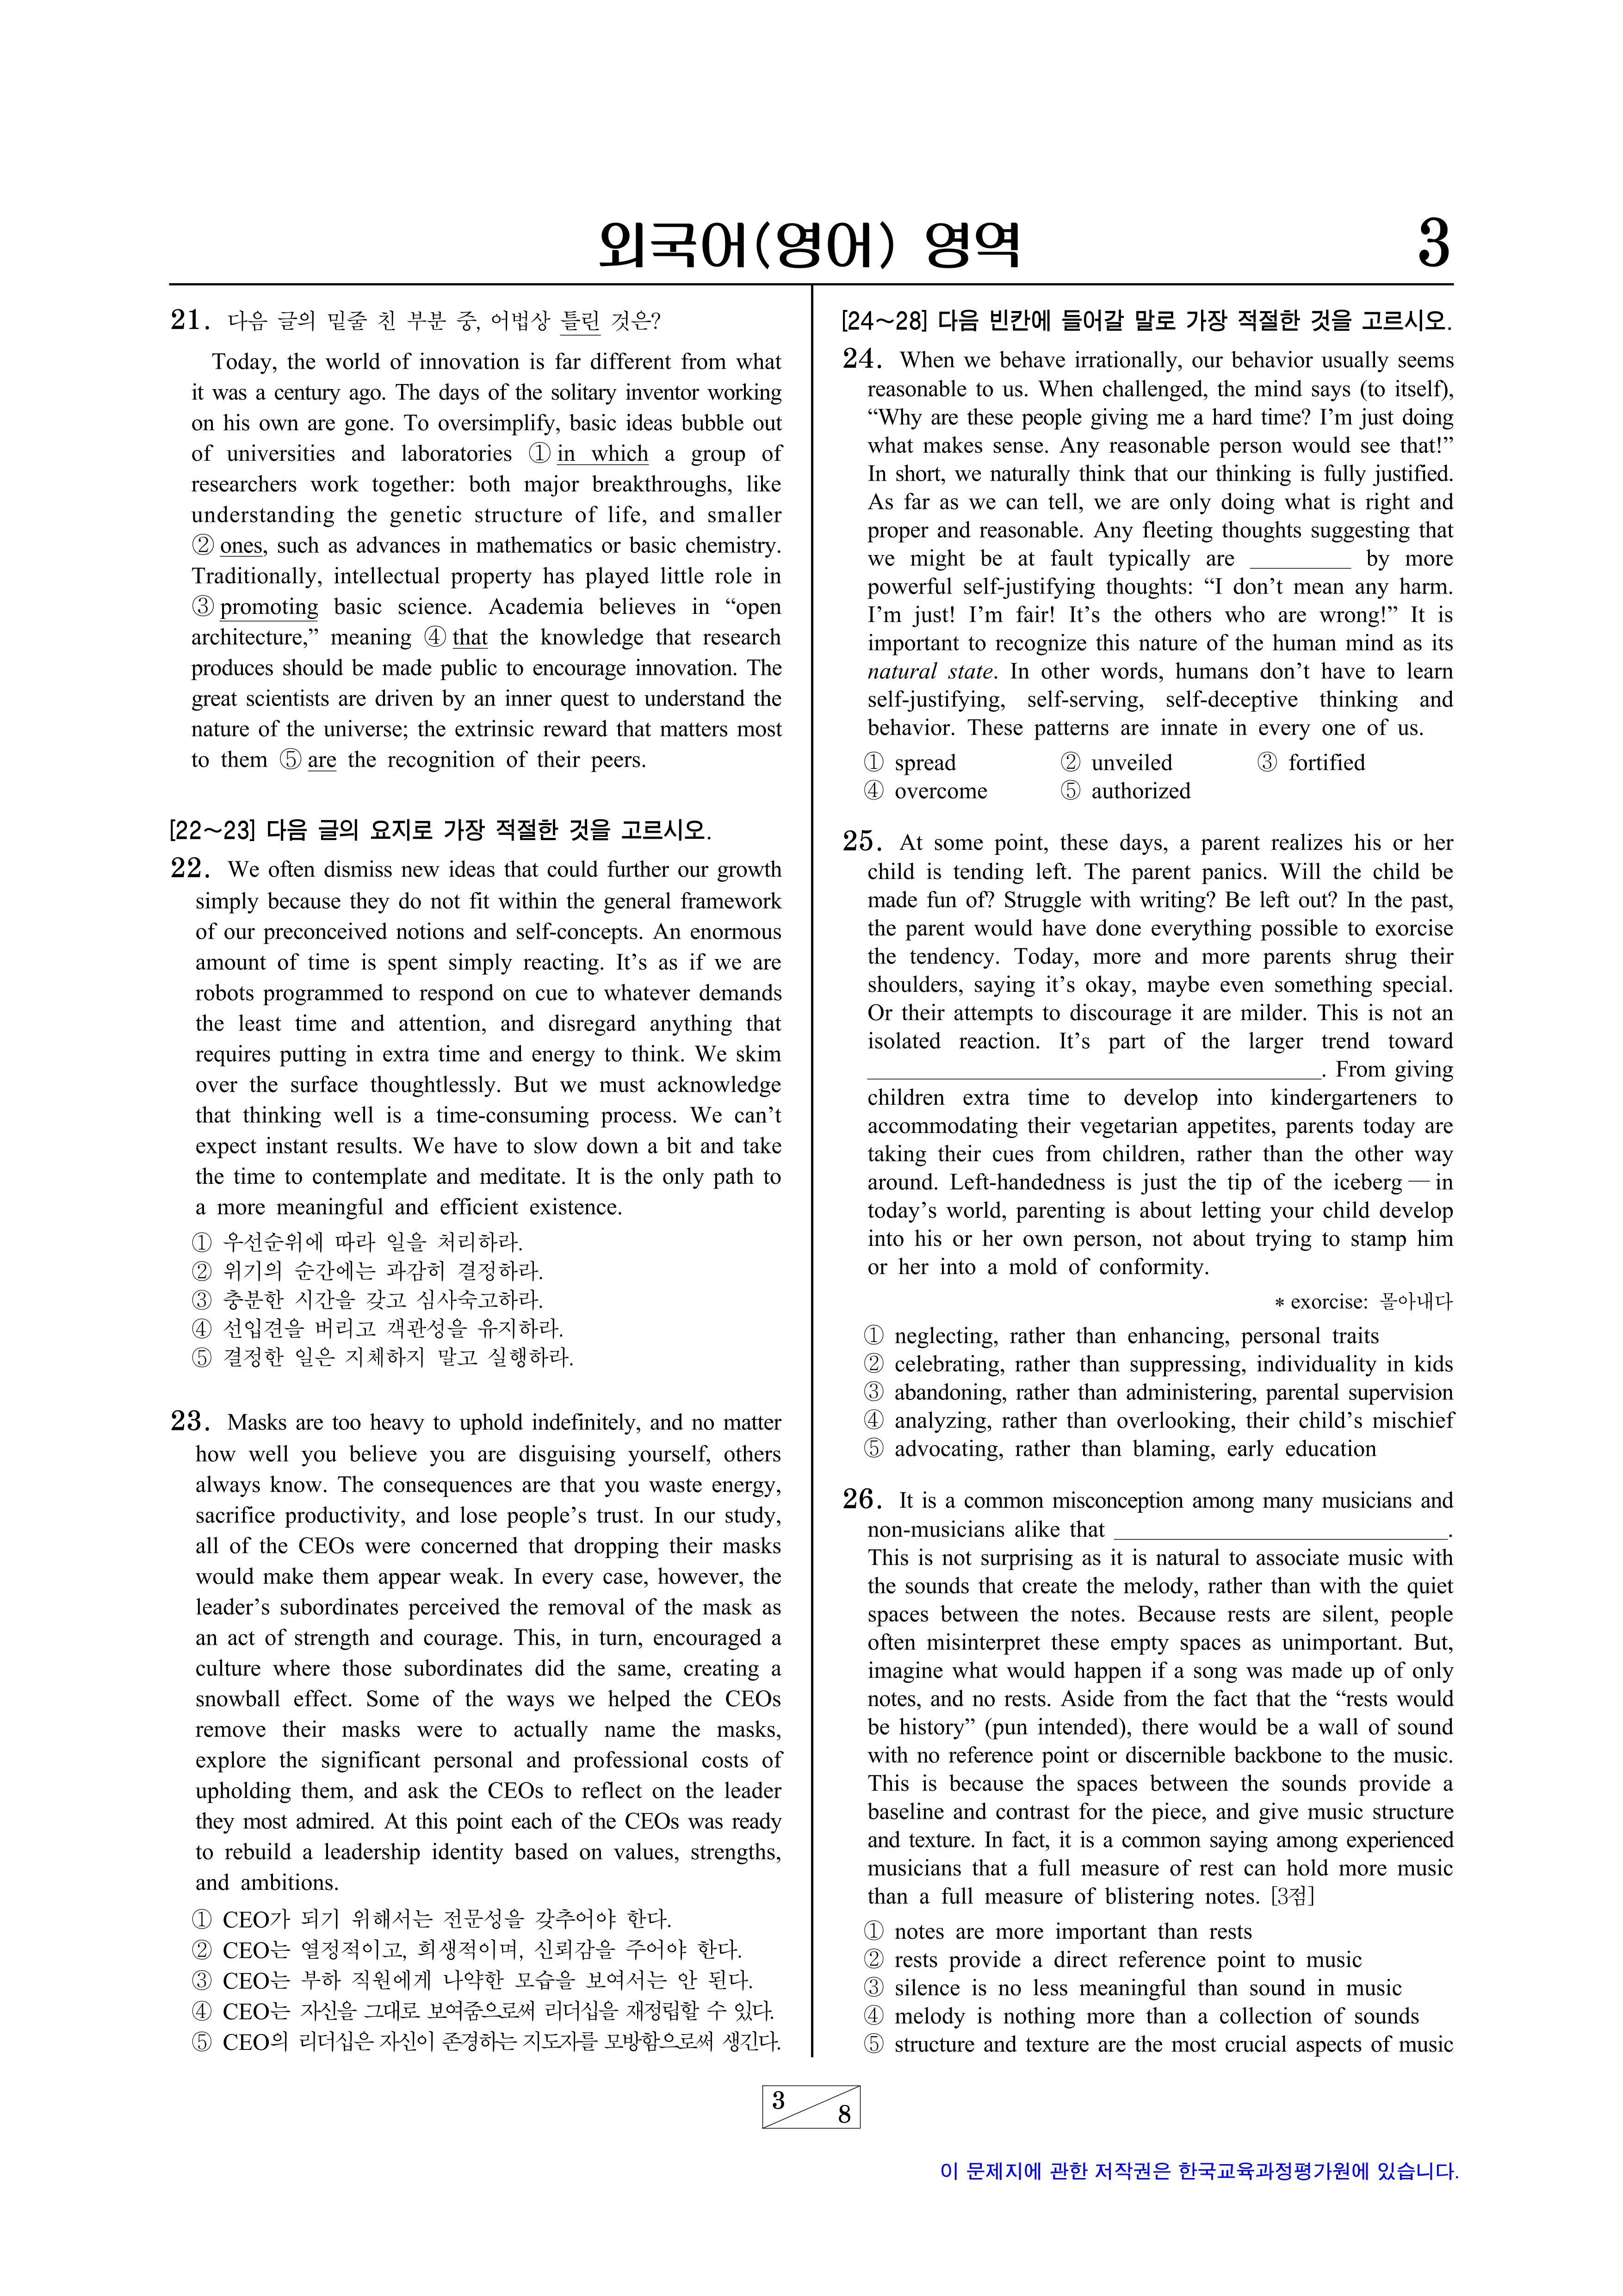 외국어(영어) 영역
3
21. 다음 글의 밑줄 친 부분 중, 어법상 틀린 것은?
Today, the world of innovation is far different from what
it was a century ago. The days of the solitary inventor working
on his own are gone. To oversimplify, basic ideas bubble out
of universities and laboratories ① in which a group of
researchers work together: both major breakthroughs, like
understanding the genetic structure of life, and smaller
② ones, such as advances in mathematics or basic chemistry.
Traditionally, intellectual property has played little role in
③ promoting basic science. Academia believes in “open
architecture,” meaning ④ that the knowledge that research
produces should be made public to encourage innovation. The
great scientists are driven by an inner quest to understand the
nature of the universe; the extrinsic reward that matters most
to them ⑤ are the recognition of their peers.
[22~23] 다음 글의 요지로 가장 적절한 것을 고르시오.
22. We often dismiss new ideas that could further our growth
simply because they do not fit within the general framework
of our preconceived notions and self-concepts. An enormous
amount of time is spent simply reacting. It’s as if we are
robots programmed to respond on cue to whatever demands
the least time and attention, and disregard anything that
requires putting in extra time and energy to think. We skim
over the surface thoughtlessly. But we must acknowledge
that thinking well is a time-consuming process. We can’t
expect instant results. We have to slow down a bit and take
the time to contemplate and meditate. It is the only path to
a more meaningful and efficient existence.
① 우선순위에 따라 일을 처리하라.
② 위기의 순간에는 과감히 결정하라.
③ 충분한 시간을 갖고 심사숙고하라.
④ 선입견을 버리고 객관성을 유지하라.
⑤ 결정한 일은 지체하지 말고 실행하라.
23. Masks are too heavy to uphold indefinitely, and no matter
how well you believe you are disguising yourself, others
always know. The consequences are that you waste energy,
sacrifice productivity, and lose people’s trust. In our study,
all of the CEOs were concerned that dropping their masks
would make them appear weak. In every case, however, the
leader’s subordinates perceived the removal of the mask as
an act of strength and courage. This, in turn, encouraged a
culture where those subordinates did the same, creating a
snowball effect. Some of the ways we helped the CEOs
remove their masks were to actually name the masks,
explore the significant personal and professional costs of
upholding them, and ask the CEOs to reflect on the leader
they most admired. At this point each of the CEOs was ready
to rebuild a leadership identity based on values, strengths,
and ambitions.
① CEO가 되기 위해서는 전문성을 갖추어야 한다.
② CEO는 열정적이고, 희생적이며, 신뢰감을 주어야 한다.
③ CEO는 부하 직원에게 나약한 모습을 보여서는 안 된다.
④ CEO는 자신을 그대로 보여줌으로써 리더십을 재정립할 수 있다.
⑤ CEO의 리더십은 자신이 존경하는 지도자를 모방함으로써 생긴다.
[24~28] 다음 빈칸에 들어갈 말로 가장 적절한 것을 고르시오.
24. When we behave irrationally, our behavior usually seems
reasonable to us. When challenged, the mind says (to itself),
“Why are these people giving me a hard time? I’m just doing
what makes sense. Any reasonable person would see that!”
In short, we naturally think that our thinking is fully justified.
As far as we can tell, we are only doing what is right and
proper and reasonable. Any fleeting thoughts suggesting that
we might be at fault typically are ________ by more
powerful self-justifying thoughts: “I don’t mean any harm.
I’m just! I’m fair! It’s the others who are wrong!” It is
important to recognize this nature of the human mind as its
natural state. In other words, humans don’t have to learn
self-justifying, self-serving, self-deceptive thinking and
behavior. These patterns are innate in every one of us.
① spread ② unveiled ③ fortified
④ overcome ⑤ authorized
25. At some point, these days, a parent realizes his or her
child is tending left. The parent panics. Will the child be
made fun of? Struggle with writing? Be left out? In the past,
the parent would have done everything possible to exorcise
the tendency. Today, more and more parents shrug their
shoulders, saying it’s okay, maybe even something special.
Or their attempts to discourage it are milder. This is not an
isolated reaction. It’s part of the larger trend toward
________________________________. From giving
children extra time to develop into kindergarteners to
accommodating their vegetarian appetites, parents today are
taking their cues from children, rather than the other way
around. Left-handedness is just the tip of the iceberg — in
today’s world, parenting is about letting your child develop
into his or her own person, not about trying to stamp him
or her into a mold of conformity.
* exorcise: 몰아내다
① neglecting, rather than enhancing, personal traits
② celebrating, rather than suppressing, individuality in kids
③ abandoning, rather than administering, parental supervision
④ analyzing, rather than overlooking, their child’s mischief
⑤ advocating, rather than blaming, early education
26. It is a common misconception among many musicians and
non-musicians alike that ________________________.
This is not surprising as it is natural to associate music with
the sounds that create the melody, rather than with the quiet
spaces between the notes. Because rests are silent, people
often misinterpret these empty spaces as unimportant. But,
imagine what would happen if a song was made up of only
notes, and no rests. Aside from the fact that the “rests would
be history” (pun intended), there would be a wall of sound
with no reference point or discernible backbone to the music.
This is because the spaces between the sounds provide a
baseline and contrast for the piece, and give music structure
and texture. In fact, it is a common saying among experienced
musicians that a full measure of rest can hold more music
than a full measure of blistering notes. [3점]
① notes are more important than rests
② rests provide a direct reference point to music
③ silence is no less meaningful than sound in music
④ melody is nothing more than a collection of sounds
⑤ structure and texture are the most crucial aspects of music
3
8
이 문제지에 관한 저작권은 한국교육과정평가원에 있습니다.